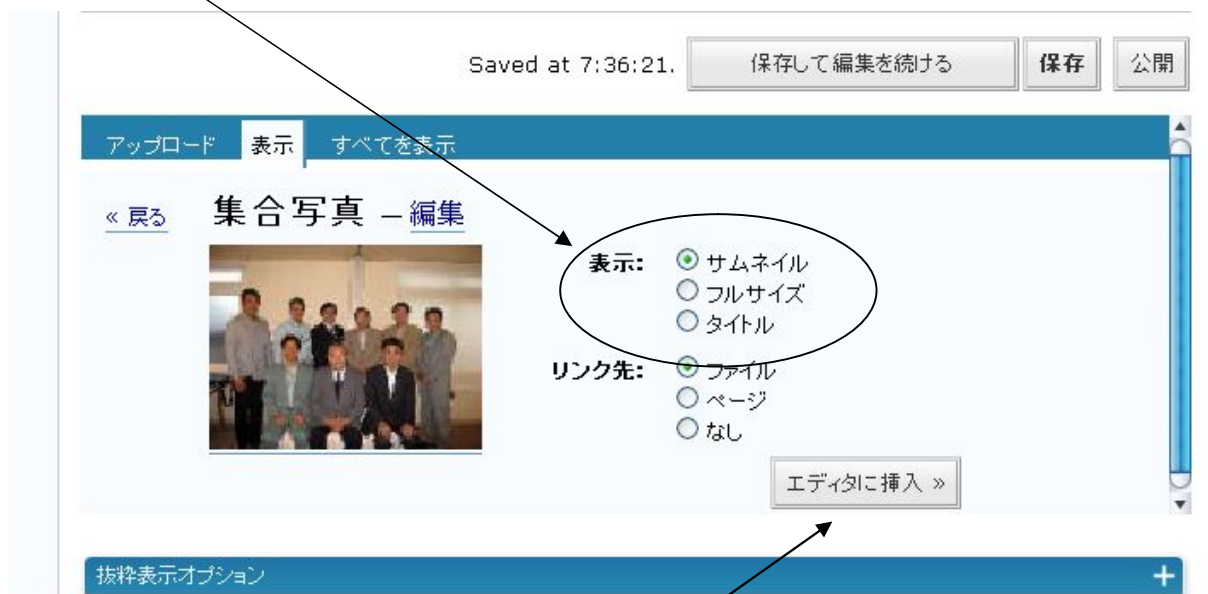 Saved at 7:36:21. 保存して編集を続ける 保存 公開
アップロード 表示 すべてを表示
« 戻る 集合写真 — 編集
表示: サムネイル
フルサイズ
タイトル
リンク先: ファイル
ページ
なし
エディタに挿入 »
抜粋表示オプション +